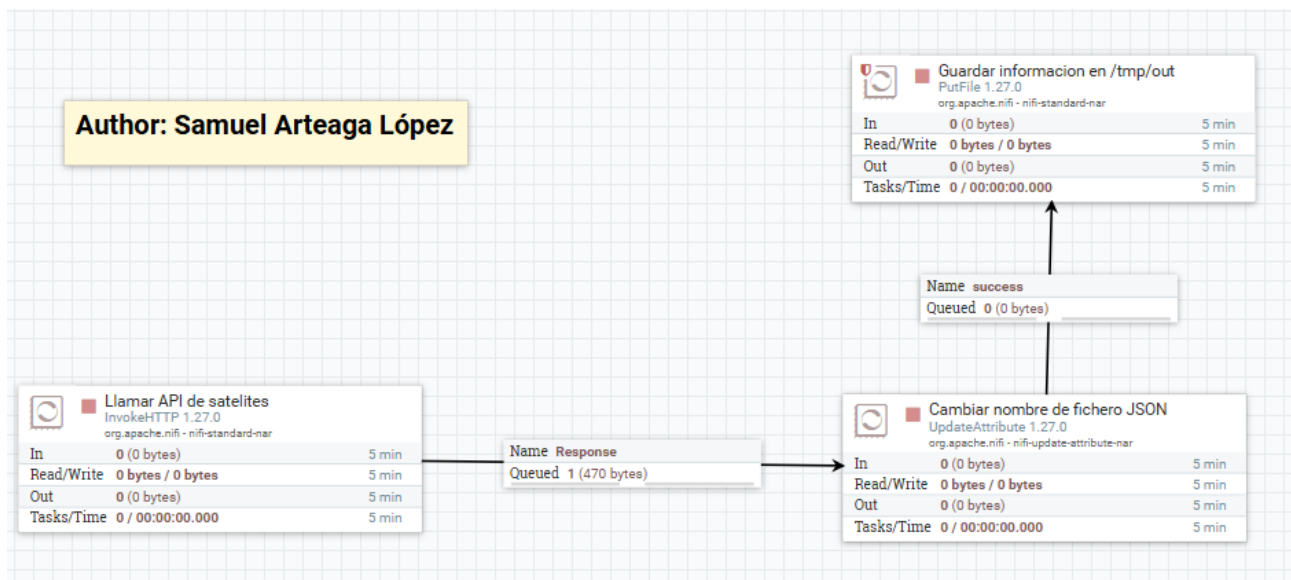 Author: Samuel Arteaga López
Guardar informacion en /tmp/out
PutFile 1.27.0
org.apache.nifi - nifi-standard-nar
In 0 (0 bytes) 5 min
Read/Write 0 bytes / 0 bytes 5 min
Out 0 (0 bytes) 5 min
Tasks/Time 0 / 00:00:00.000 5 min
Name success
Queued 0 (0 bytes)
Llamar API de satelites
InvokeHTTP 1.27.0
org.apache.nifi - nifi-standard-nar
In 0 (0 bytes) 5 min
Read/Write 0 bytes / 0 bytes 5 min
Out 0 (0 bytes) 5 min
Tasks/Time 0 / 00:00:00.000 5 min
Name Response
Queued 1 (470 bytes)
Cambiar nombre de fichero JSON
UpdateAttribute 1.27.0
org.apache.nifi - nifi-update-attribute-nar
In 0 (0 bytes) 5 min
Read/Write 0 bytes / 0 bytes 5 min
Out 0 (0 bytes) 5 min
Tasks/Time 0 / 00:00:00.000 5 min